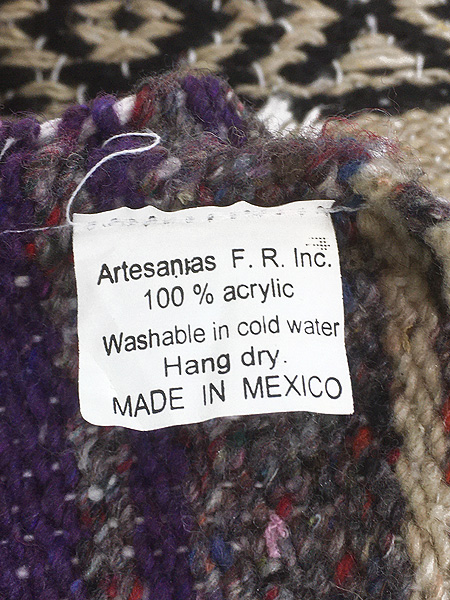 Artesanias F. R. Inc.
100 % acrylic
Washable in cold water
Hang dry.
MADE IN MEXICO